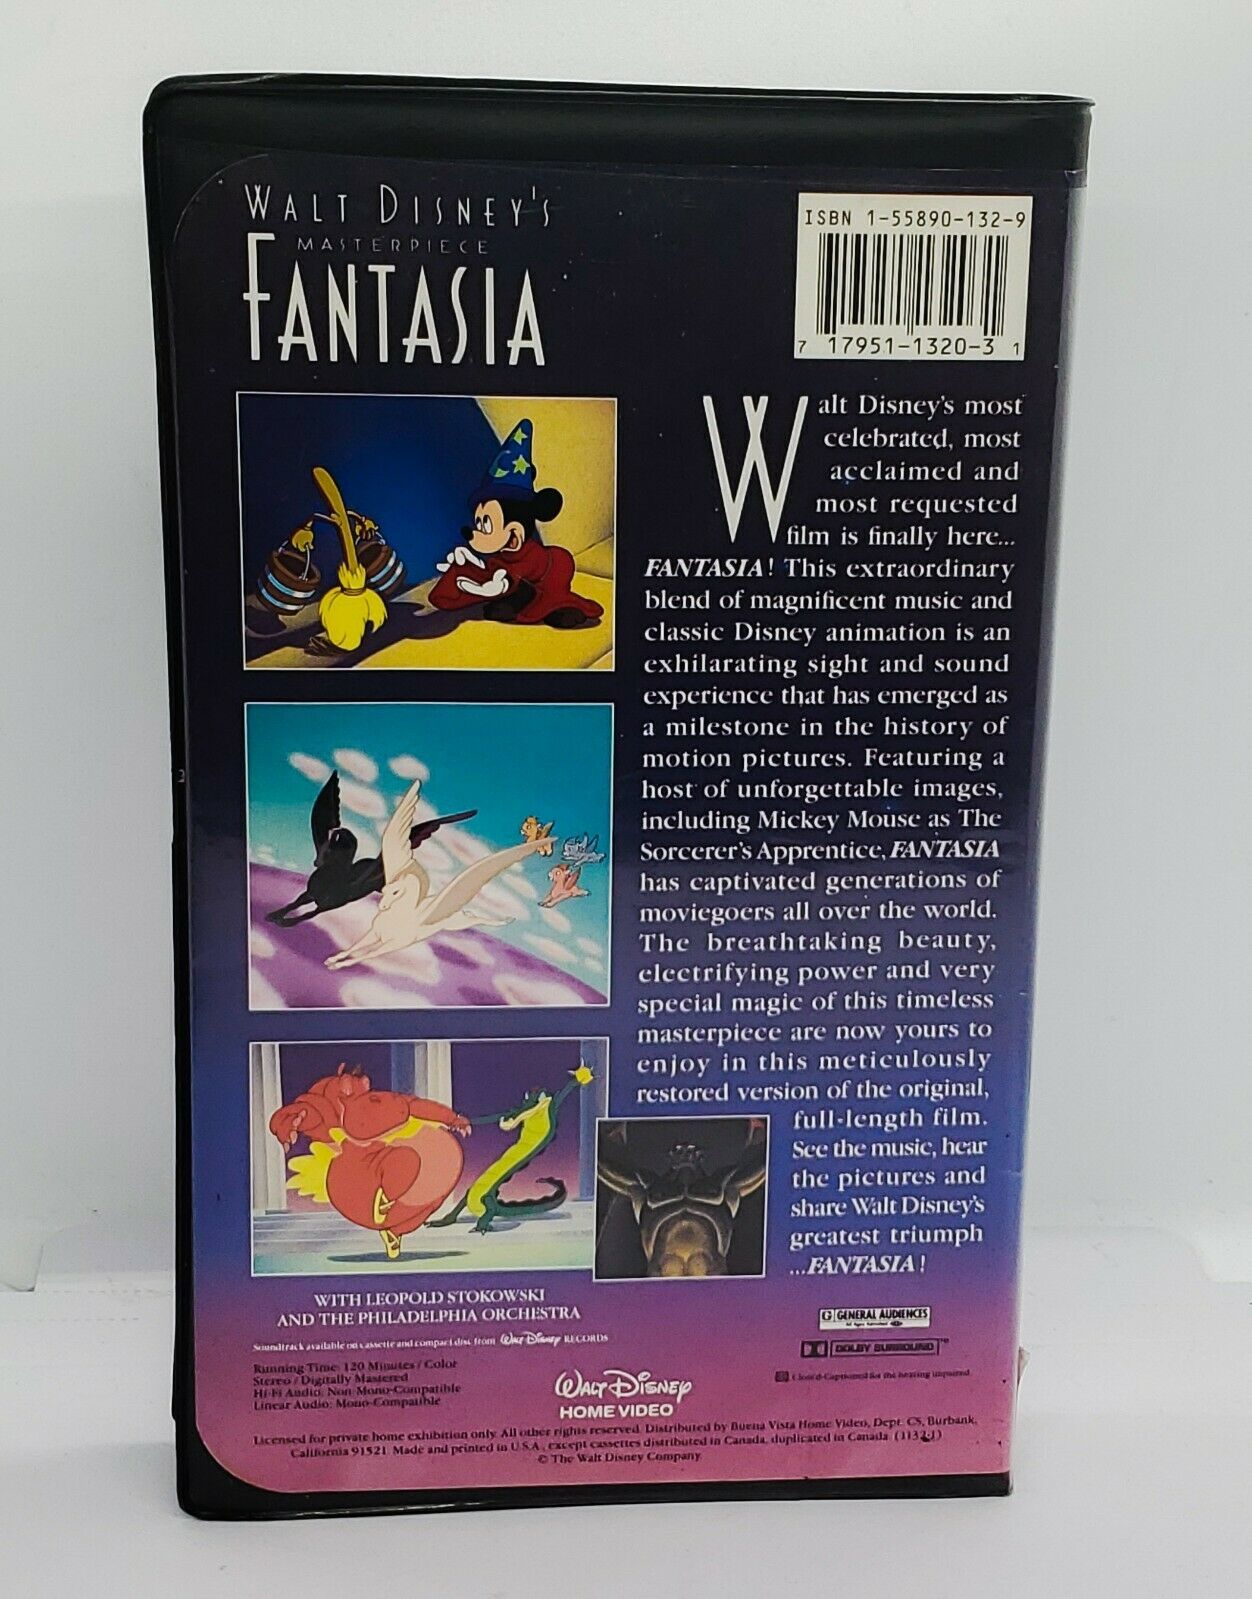 WALT DISNEY'S
MASTERPIECE
FANTASIA
ISBN 1-55890-132-9
7 17951-1320-3 1
Walt Disney's most
celebrated, most
acclaimed and
most requested
film is finally here...
FANTASIA! This extraordinary
blend of magnificent music and
classic Disney animation is an
exhilarating sight and sound
experience that has emerged as
a milestone in the history of
motion pictures. Featuring a
host of unforgettable images,
including Mickey Mouse as The
Sorcerer's Apprentice, FANTASIA
has captivated generations of
moviegoers all over the world.
The breathtaking beauty,
electrifying power and very
special magic of this timeless
masterpiece are now yours to
enjoy in this meticulously
restored version of the original,
full-length film.
See the music, hear
the pictures and
share Walt Disney's
greatest triumph
...FANTASIA!
WITH LEOPOLD STOKOWSKI
AND THE PHILADELPHIA ORCHESTRA
Soundtrack available on cassette and compact disc from Walt Disney RECORDS
Running Time: 120 Minutes / Color
Stereo / Digitally Mastered
Hi-Fi Audio: Non-Mono-Compatible
Linear Audio: Mono-Compatible
G GENERAL AUDIENCES
All Ages Admitted
DOLBY SURROUND™
Closed-Captioned for the hearing impaired.
WALT DISNEY
HOME VIDEO
Licensed for private home exhibition only. All other rights reserved. Distributed by Buena Vista Home Video, Dept. CS, Burbank,
California 91521. Made and printed in U.S.A., except cassettes distributed in Canada, duplicated in Canada. (1132.1)
© The Walt Disney Company